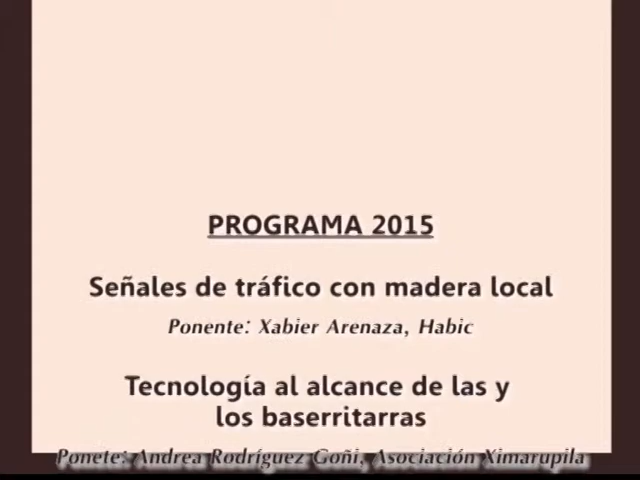 PROGRAMA 2015
Señales de tráfico con madera local
Ponente: Xabier Arenaza, Habic
Tecnología al alcance de las y
los baserritarras
Ponete: Andrea Rodríguez Goñi, Asociación Ximarupila